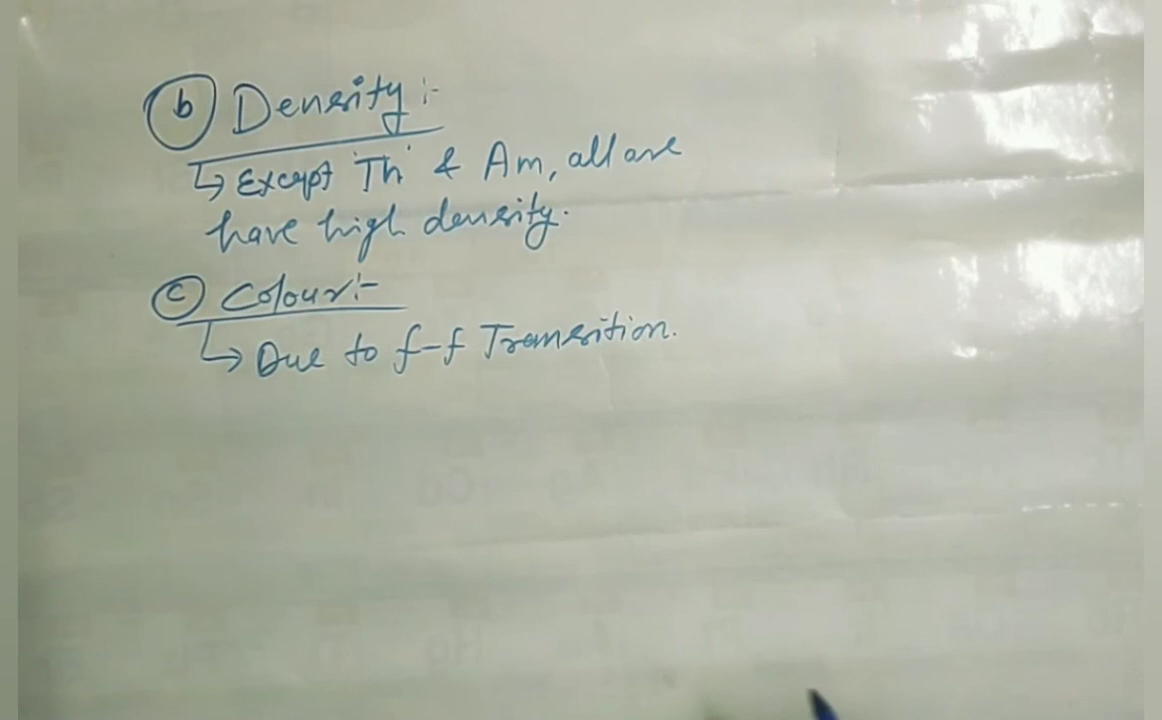 b Density :-
↳ Except Th & Am, all are
have high density.
c Colour :-
↳ Due to f-f Transition.